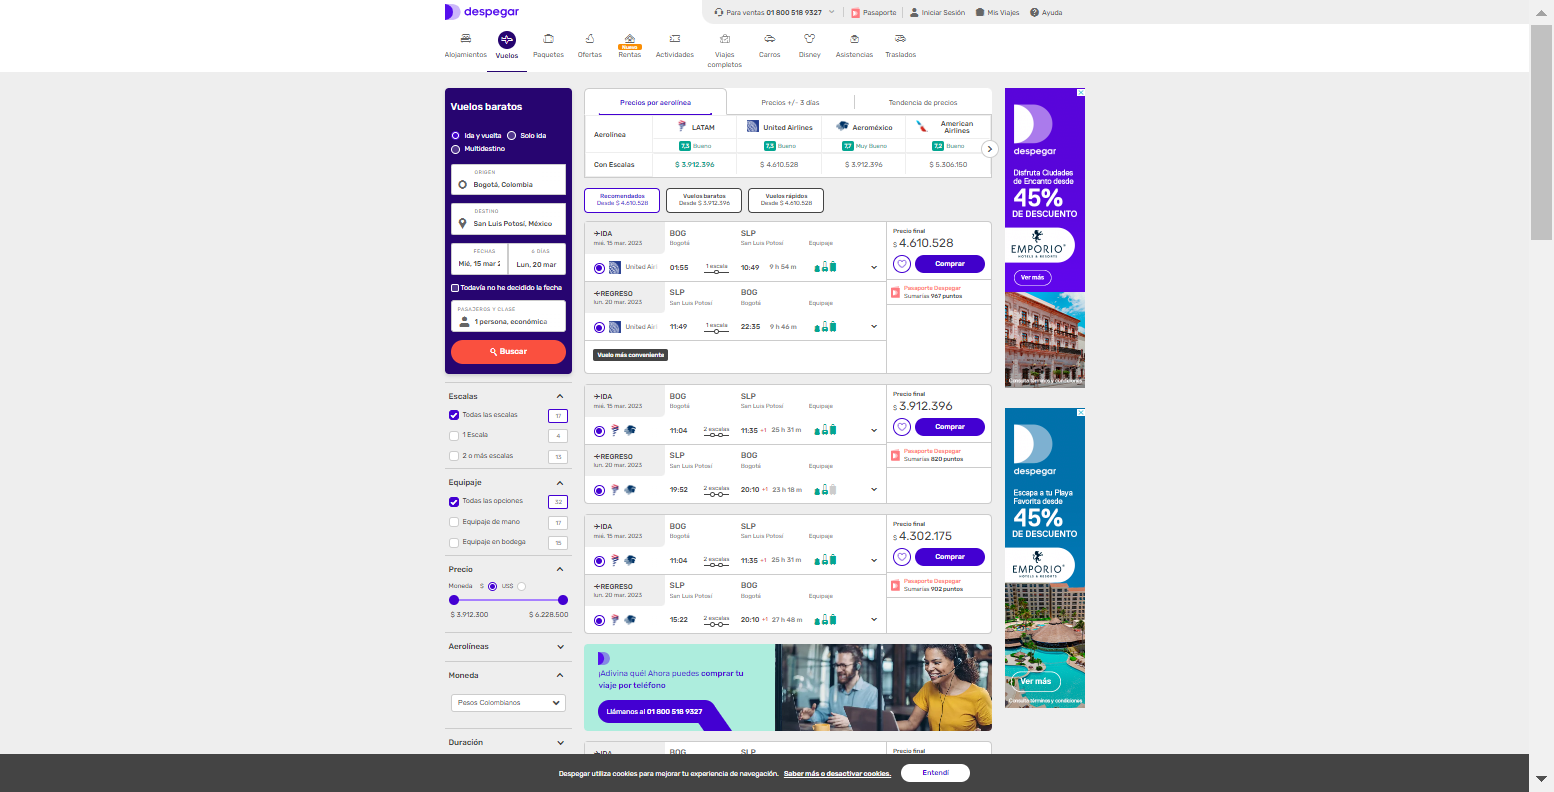 despegar
Para ventas 01 800 518 9327
Pasaporte
Iniciar Sesión
Mis Viajes
Ayuda
Alojamientos
Vuelos
Paquetes
Ofertas
Nuevo
Rentas
Actividades
Viajes
completos
Carros
Disney
Asistencias
Traslados
Vuelos baratos
Ida y vuelta
Solo ida
Multidestino
ORIGEN
Bogotá, Colombia
DESTINO
San Luis Potosí, México
FECHAS
Mié, 15 mar 2
6 DÍAS
Lun, 20 mar
Todavía no he decidido la fecha
PASAJEROS Y CLASE
1 persona, económica
Buscar
Escalas
Todas las escalas 17
1 Escala 4
2 o más escalas 13
Equipaje
Todas las opciones 32
Equipaje de mano 17
Equipaje en bodega 15
Precio
Moneda $ US$
$ 3.912.300 $ 6.228.500
Aerolíneas
Moneda
Pesos Colombianos
Duración
Precios por aerolínea
Precios +/- 3 días
Tendencia de precios
Aerolínea
LATAM
United Airlines
Aeroméxico
American
Airlines
7,3 Bueno
7,3 Bueno
7,7 Muy Bueno
7,2 Bueno
Con Escalas
$ 3.912.396
$ 4.610.528
$ 3.912.396
$ 5.306.150
Recomendados
Desde $ 4.610.528
Vuelos baratos
Desde $ 3.912.396
Vuelos rápidos
Desde $ 4.610.528
IDA BOG SLP
mié. 15 mar. 2023 Bogotá San Luis Potosí Equipaje
United Airl 01:55 1 escala 10:49 9 h 54 m
REGRESO SLP BOG
lun. 20 mar. 2023 San Luis Potosí Bogotá Equipaje
United Airl 11:49 1 escala 22:35 9 h 46 m
Vuelo más conveniente
Precio final
$ 4.610.528
Comprar
Pasaporte Despegar
Sumarías 967 puntos
IDA BOG SLP
mié. 15 mar. 2023 Bogotá San Luis Potosí Equipaje
11:04 2 escalas 11:35 +1 25 h 31 m
REGRESO SLP BOG
lun. 20 mar. 2023 San Luis Potosí Bogotá Equipaje
19:52 2 escalas 20:10 +1 23 h 18 m
Precio final
$ 3.912.396
Comprar
Pasaporte Despegar
Sumarías 820 puntos
IDA BOG SLP
mié. 15 mar. 2023 Bogotá San Luis Potosí Equipaje
11:04 2 escalas 11:35 +1 25 h 31 m
REGRESO SLP BOG
lun. 20 mar. 2023 San Luis Potosí Bogotá Equipaje
15:22 2 escalas 20:10 +1 27 h 48 m
Precio final
$ 4.302.175
Comprar
Pasaporte Despegar
Sumarías 902 puntos
¡Adivina qué! Ahora puedes comprar tu
viaje por teléfono
Llámanos al 01 800 518 9327
IDA BOG SLP
Precio final
despegar
Disfruta Ciudades
de Encanto desde
45%
DE DESCUENTO
EMPORIO
HOTELS & RESORTS
Ver más
Consulta términos y condiciones
despegar
Escapa a tu Playa
Favorita desde
45%
DE DESCUENTO
EMPORIO
HOTELS & RESORTS
Ver más
Consulta términos y condiciones
Despegar utiliza cookies para mejorar tu experiencia de navegación. Saber más o desactivar cookies.
Entendí